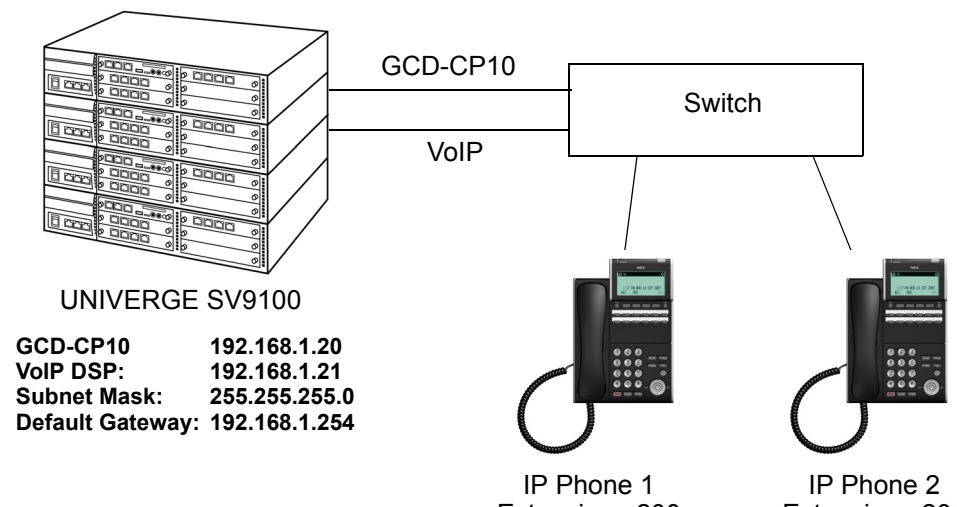 GCD-CP10
Switch
VoIP
UNIVERGE SV9100
GCD-CP10 192.168.1.20
VoIP DSP: 192.168.1.21
Subnet Mask: 255.255.255.0
Default Gateway: 192.168.1.254
IP Phone 1
IP Phone 2